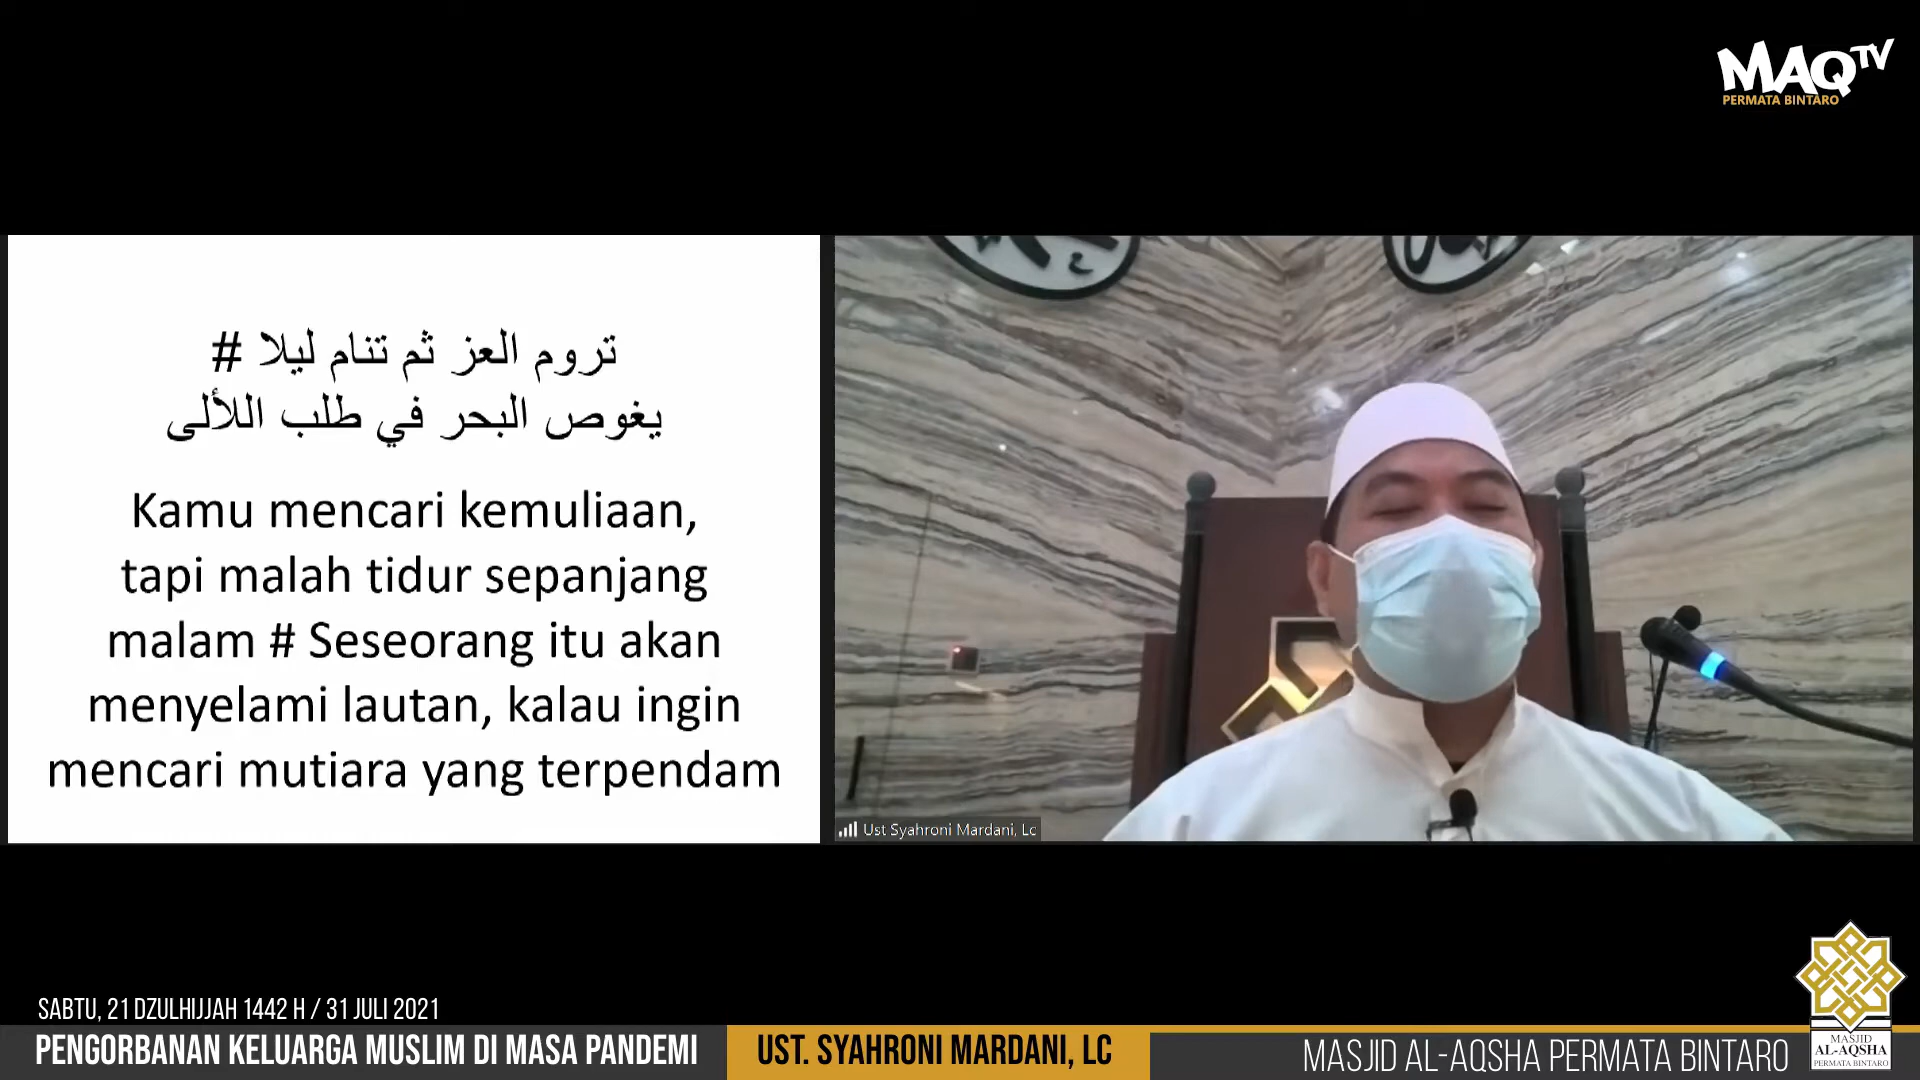 MAQTV
PERMATA BINTARO
تروم العز ثم تنام ليلا #
يغوص البحر في طلب اللألى
Kamu mencari kemuliaan,
tapi malah tidur sepanjang
malam # Seseorang itu akan
menyelami lautan, kalau ingin
mencari mutiara yang terpendam
Ust Syahroni Mardani, Lc
SABTU, 21 DZULHIJJAH 1442 H / 31 JULI 2021
PENGORBANAN KELUARGA MUSLIM DI MASA PANDEMI
UST. SYAHRONI MARDANI, LC
MASJID AL-AQSHA PERMATA BINTARO
MASJID
AL-AQSHA
PERMATA BINTARO